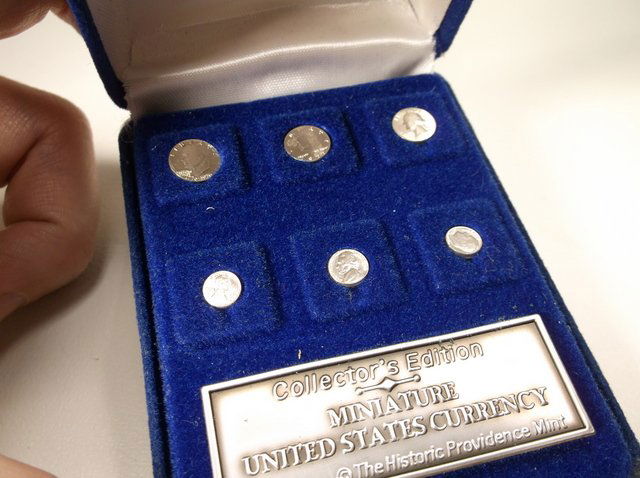 Collector's Edition
MINIATURE
UNITED STATES CURRENCY
© The Historic Providence Mint